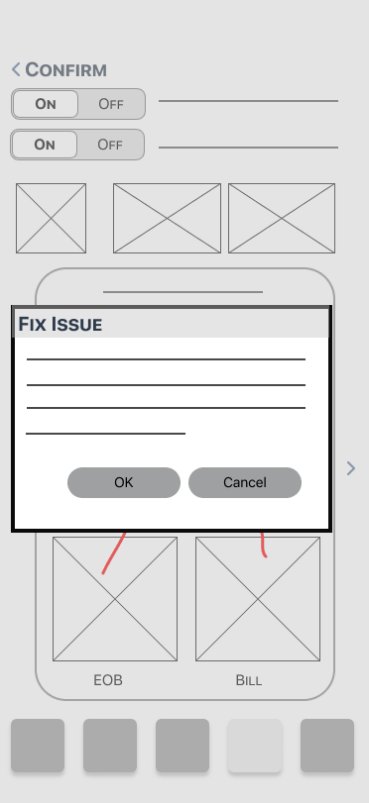 < CONFIRM
ON OFF
ON OFF
FIX ISSUE
OK Cancel
>
EOB BILL